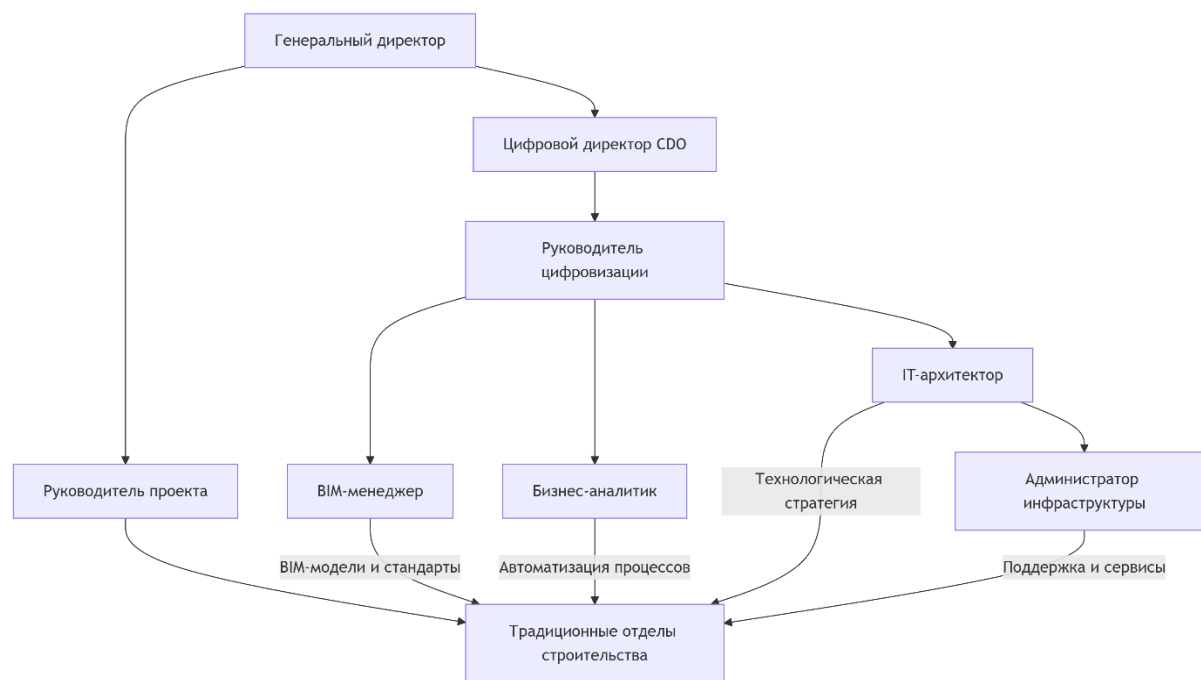 Генеральный директор
Цифровой директор CDO
Руководитель
цифровизации
IT-архитектор
Руководитель проекта
BIM-менеджер
Бизнес-аналитик
Технологическая
стратегия
Администратор
инфраструктуры
BIM-модели и стандарты
Автоматизация процессов
Поддержка и сервисы
Традиционные отделы
строительства